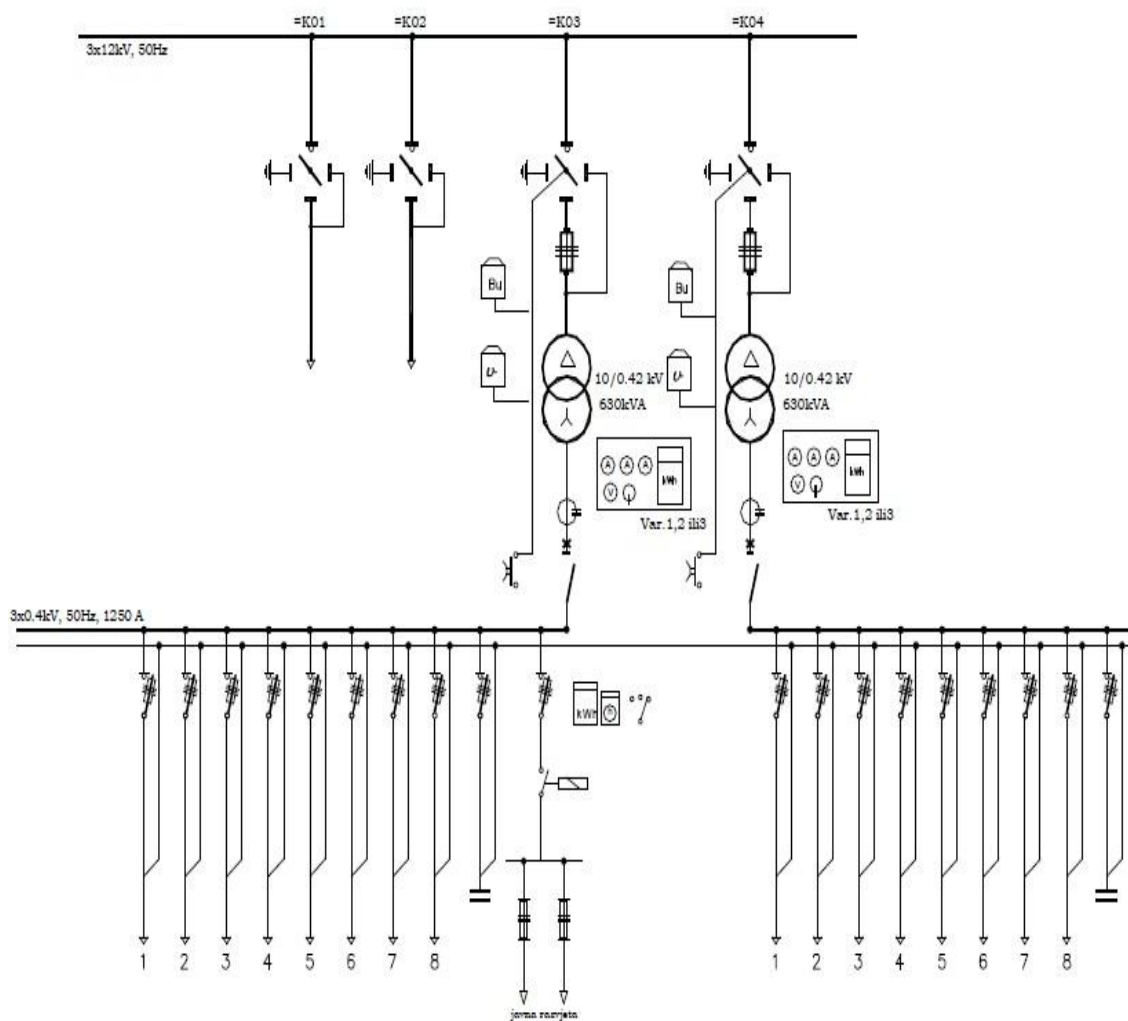 =K01
=K02
=K03
=K04
3x12kV, 50Hz
Bu
Bu
υ-
υ-
10/0.42 kV
630kVA
10/0.42 kV
630kVA
A A A
V
kWh
Var.1,2 ili3
A A A
V
kWh
Var.1,2 ili3
3x0.4kV, 50Hz, 1250 A
kWh
1 2 3 4 5 6 7 8
1 2 3 4 5 6 7 8
javna rasvjeta